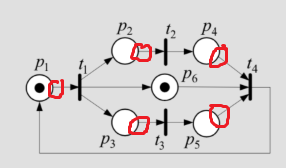 p₂ t₂ p₄
p₁ t₁ p₆ t₄
p₃ t₃ p₅